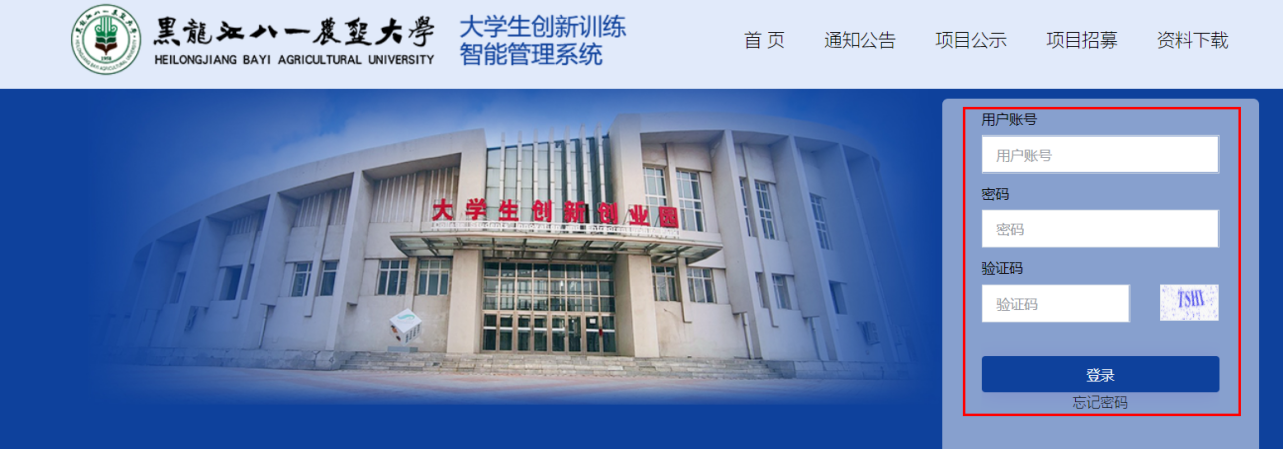 黑龍江八一農墾大學
HEILONGJIANG BAYI AGRICULTURAL UNIVERSITY
大学生创新训练
智能管理系统
首 页 通知公告 项目公示 项目招募 资料下载
大学生创新创业园
用户账号
用户账号
密码
密码
验证码
验证码
TSHI
登录
忘记密码